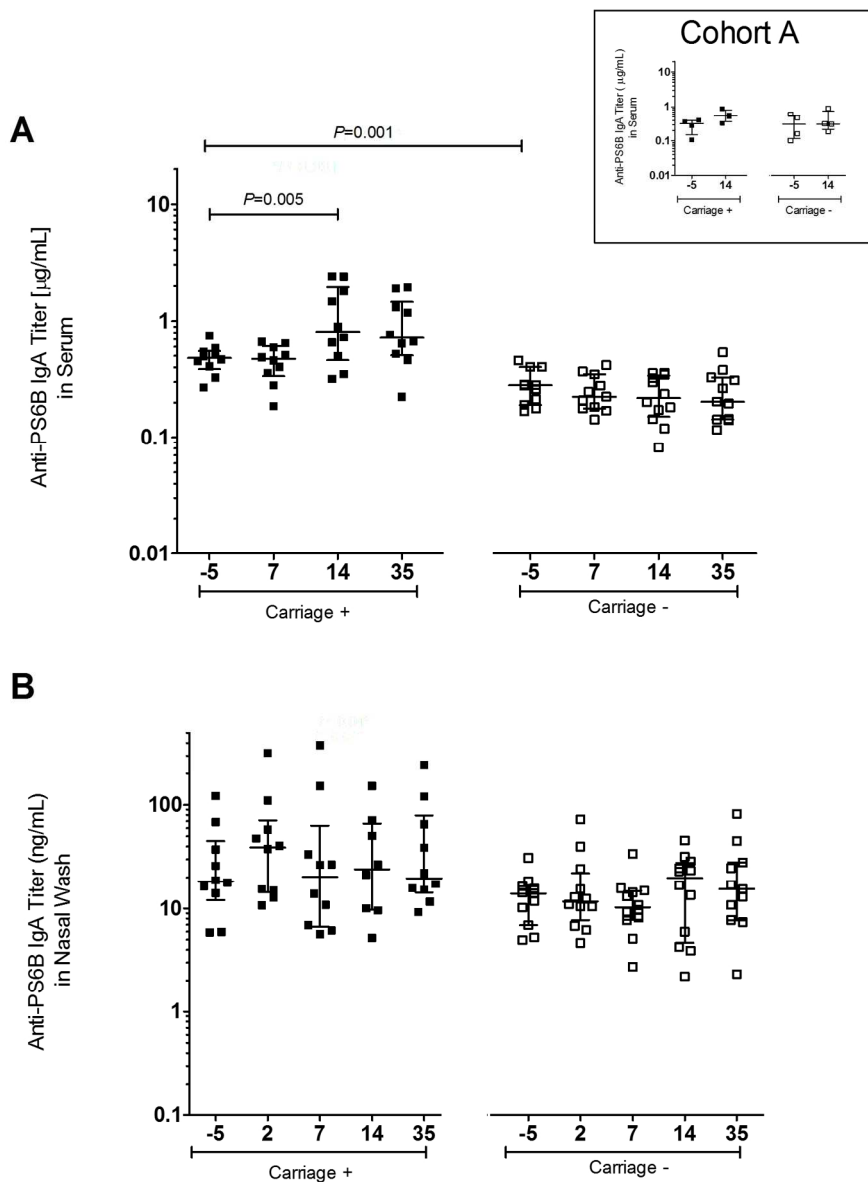 Cohort A
Anti-PS6B IgA Titer ( μg/mL)
in Serum
10
1
0.1
0.01
-5 14 -5 14
Carriage + Carriage -
A
P=0.001
P=0.005
Anti-PS6B IgA Titer [μg/mL]
in Serum
10
1
0.1
0.01
-5 7 14 35 -5 7 14 35
Carriage + Carriage -
B
Anti-PS6B IgA Titer (ng/mL)
in Nasal Wash
100
10
1
0.1
-5 2 7 14 35 -5 2 7 14 35
Carriage + Carriage -